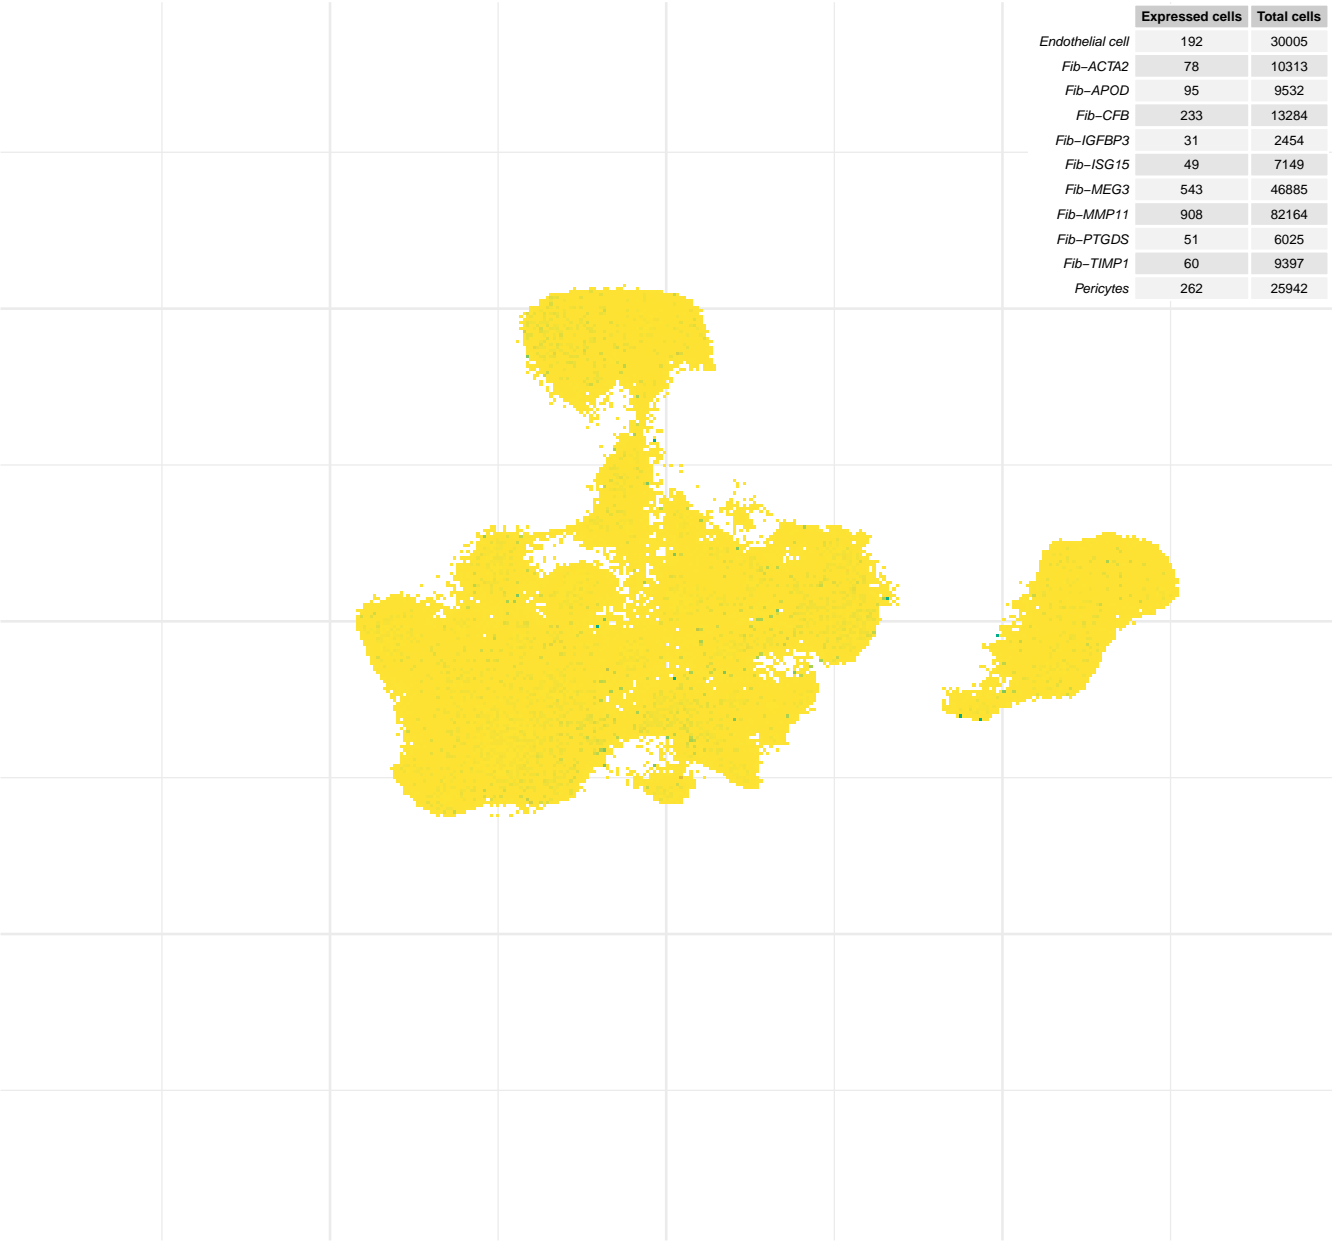 Expressed cells Total cells
Endothelial cell 192 30005
Fib−ACTA2 78 10313
Fib−APOD 95 9532
Fib−CFB 233 13284
Fib−IGFBP3 31 2454
Fib−ISG15 49 7149
Fib−MEG3 543 46885
Fib−MMP11 908 82164
Fib−PTGDS 51 6025
Fib−TIMP1 60 9397
Pericytes 262 25942